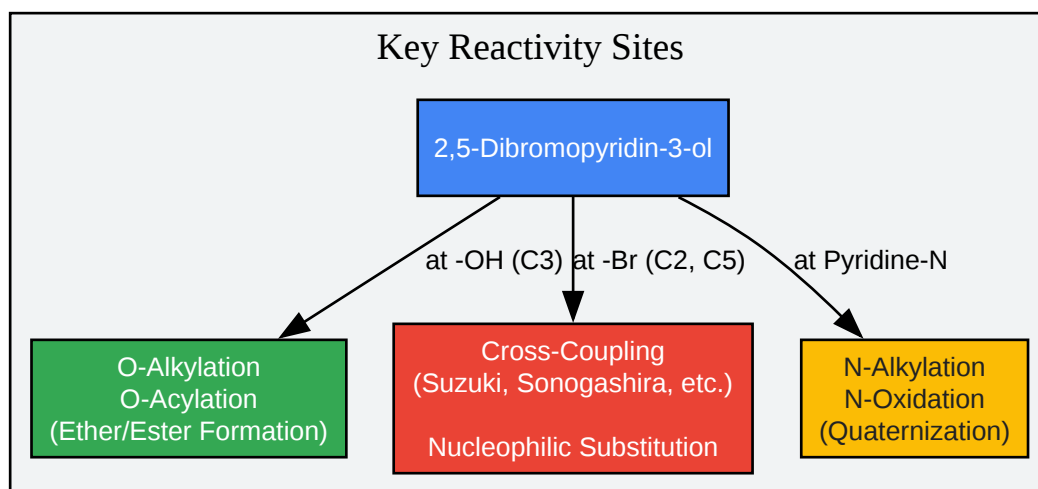 Key Reactivity Sites
2,5-Dibromopyridin-3-ol
at -OH (C3)
at -Br (C2, C5)
at Pyridine-N
O-Alkylation
O-Acylation
(Ether/Ester Formation)
Cross-Coupling
(Suzuki, Sonogashira, etc.)
Nucleophilic Substitution
N-Alkylation
N-Oxidation
(Quaternization)